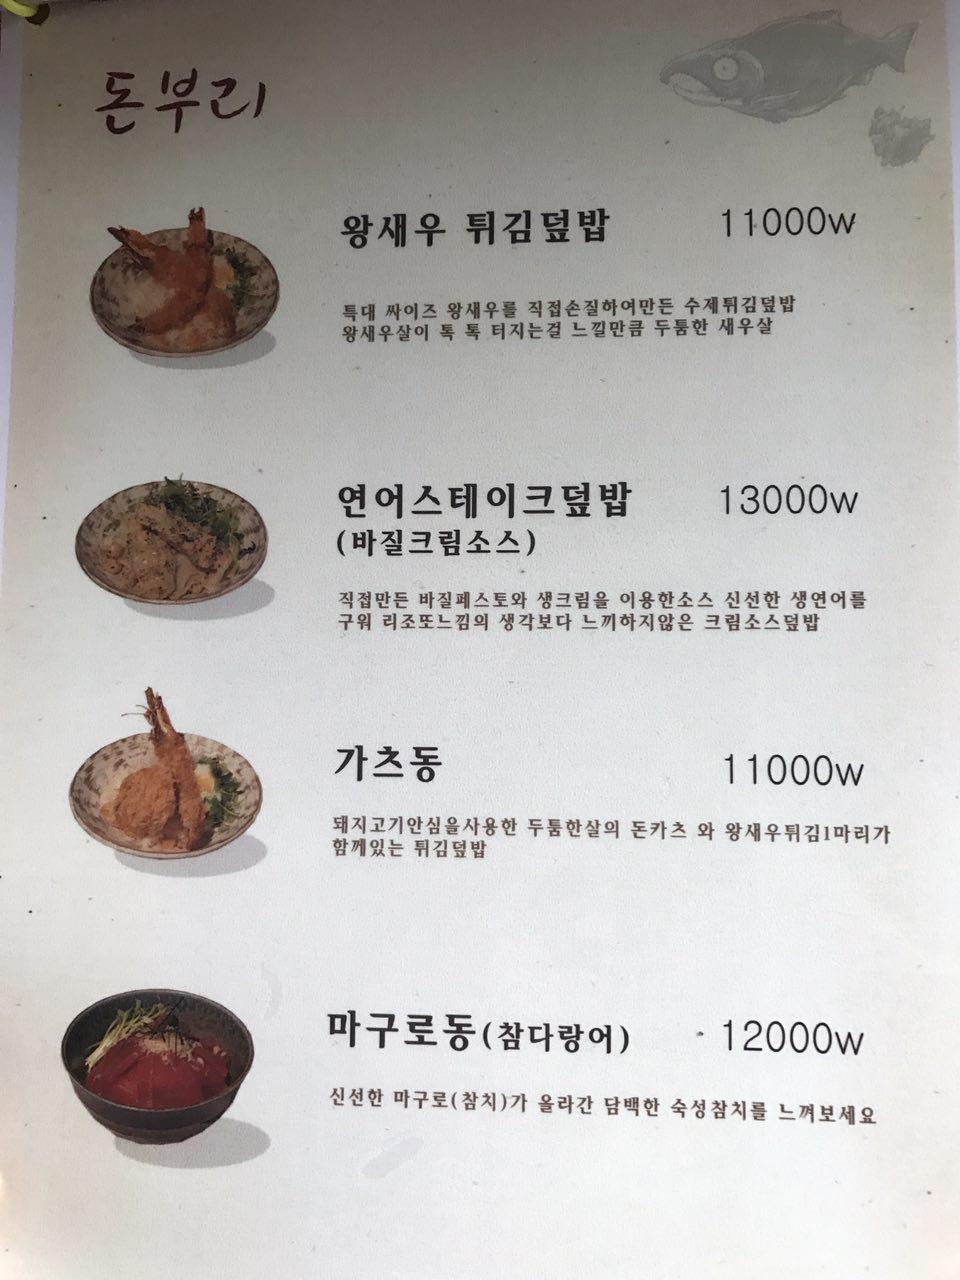 돈부리
왕새우 튀김덮밥 11000w
특대 싸이즈 왕새우를 직접손질하여만든 수제튀김덮밥
왕새우살이 톡 톡 터지는걸 느낄만큼 두툼한 새우살
연어스테이크덮밥 13000w
(바질크림소스)
직접만든 바질페스토와 생크림을 이용한소스 신선한 생연어를
구워 리조또느낌의 생각보다 느끼하지않은 크림소스덮밥
가츠동 11000w
돼지고기안심을사용한 두툼한살의 돈카츠 와 왕새우튀김1마리가
함께있는 튀김덮밥
마구로동(참다랑어) 12000w
신선한 마구로(참치)가 올라간 담백한 숙성참치를 느껴보세요